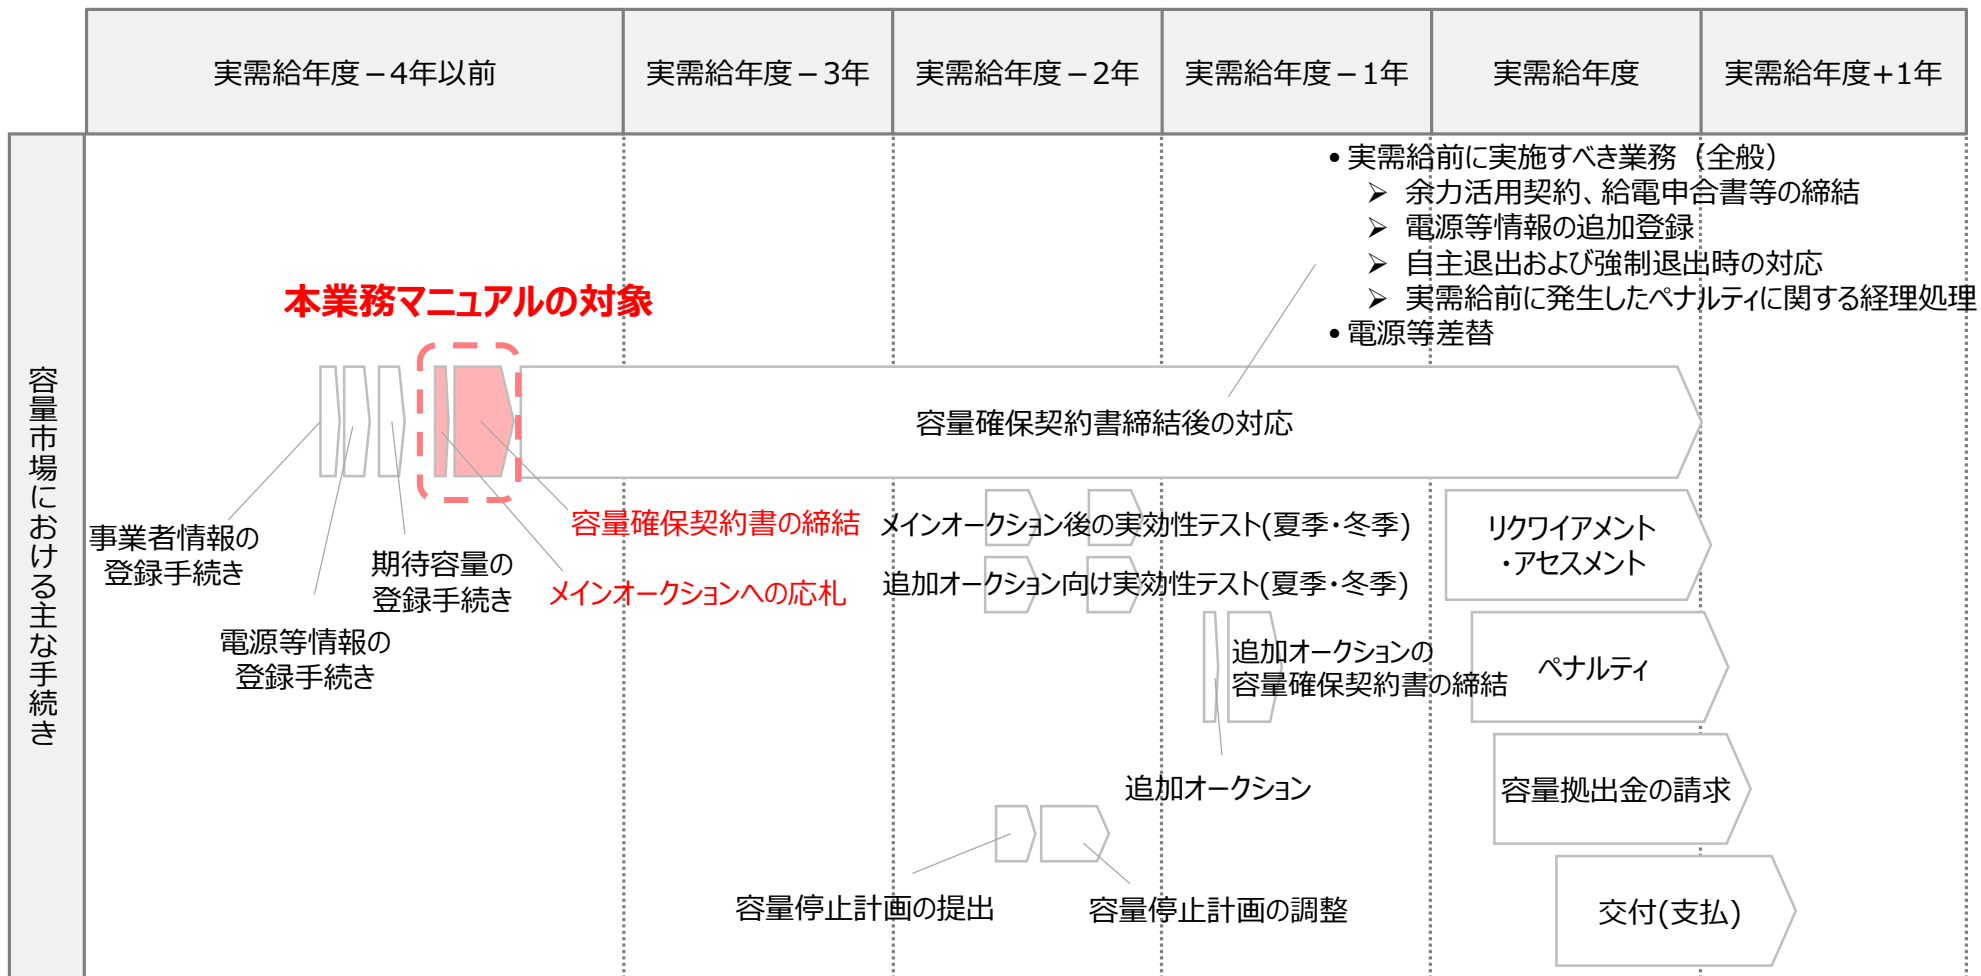 実需給年度－4年以前
実需給年度－3年
実需給年度－2年
実需給年度－1年
実需給年度
実需給年度+1年
容量市場における主な手続き
• 実需給前に実施すべき業務（全般）
➢ 余力活用契約、給電申合書等の締結
➢ 電源等情報の追加登録
➢ 自主退出および強制退出時の対応
➢ 実需給前に発生したペナルティに関する経理処理
• 電源等差替
本業務マニュアルの対象
容量確保契約書締結後の対応
事業者情報の
登録手続き
電源等情報の
登録手続き
期待容量の
登録手続き
容量確保契約書の締結
メインオークションへの応札
メインオークション後の実効性テスト(夏季・冬季)
追加オークション向け実効性テスト(夏季・冬季)
リクワイアメント
・アセスメント
追加オークションの
容量確保契約書の締結
ペナルティ
追加オークション
容量拠出金の請求
容量停止計画の提出
容量停止計画の調整
交付(支払)